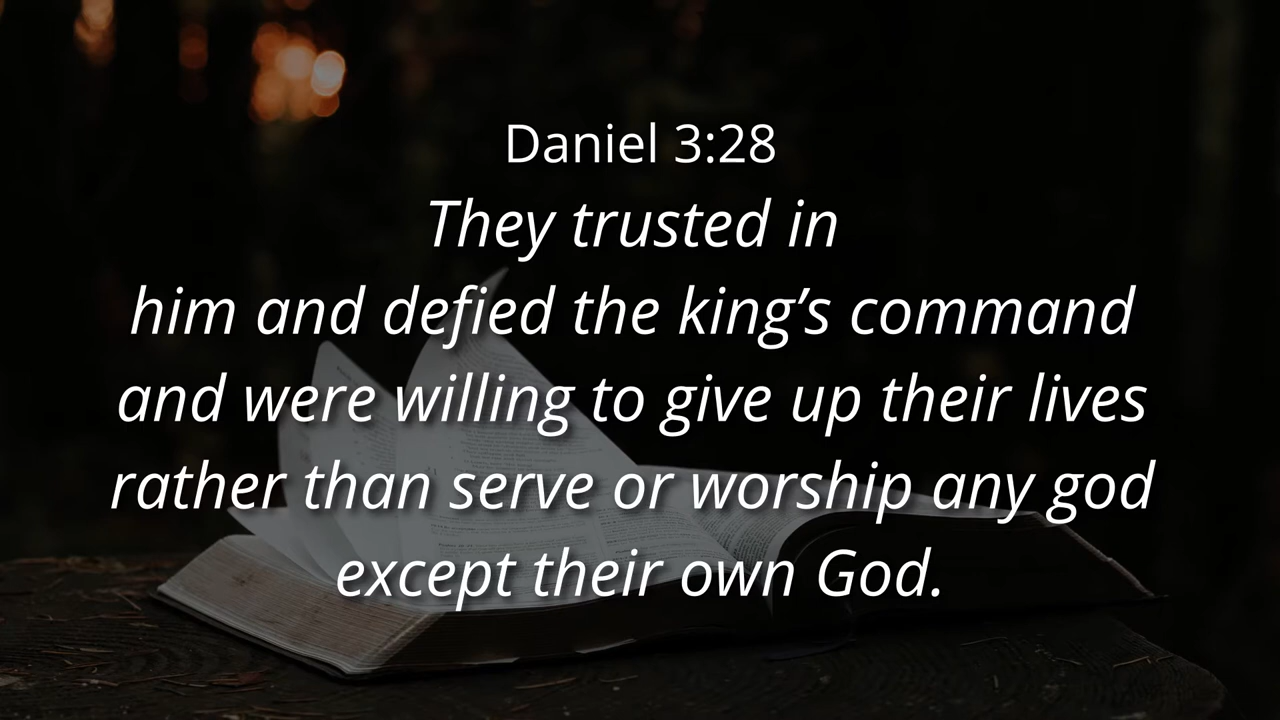 Daniel 3:28
They trusted in
him and defied the king’s command
and were willing to give up their lives
rather than serve or worship any god
except their own God.